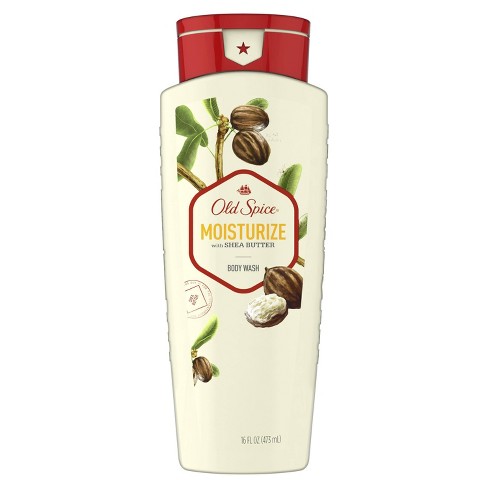 Old Spice®
MOISTURIZE
with SHEA BUTTER
BODY WASH
16 FL OZ (473 mL)